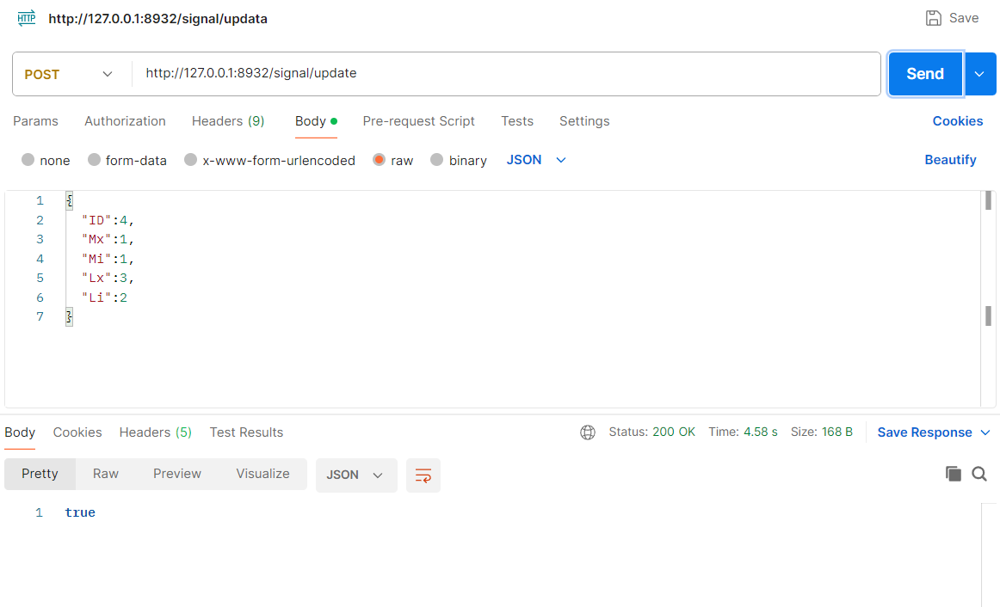 HTTP http://127.0.0.1:8932/signal/updata Save
POST http://127.0.0.1:8932/signal/update Send
Params Authorization Headers (9) Body Pre-request Script Tests Settings Cookies
none form-data x-www-form-urlencoded raw binary JSON Beautify
1 {
2 "ID":4,
3 "Mx":1,
4 "Mi":1,
5 "Lx":3,
6 "Li":2
7 }
Body Cookies Headers (5) Test Results Status: 200 OK Time: 4.58 s Size: 168 B Save Response
Pretty Raw Preview Visualize JSON
1 true